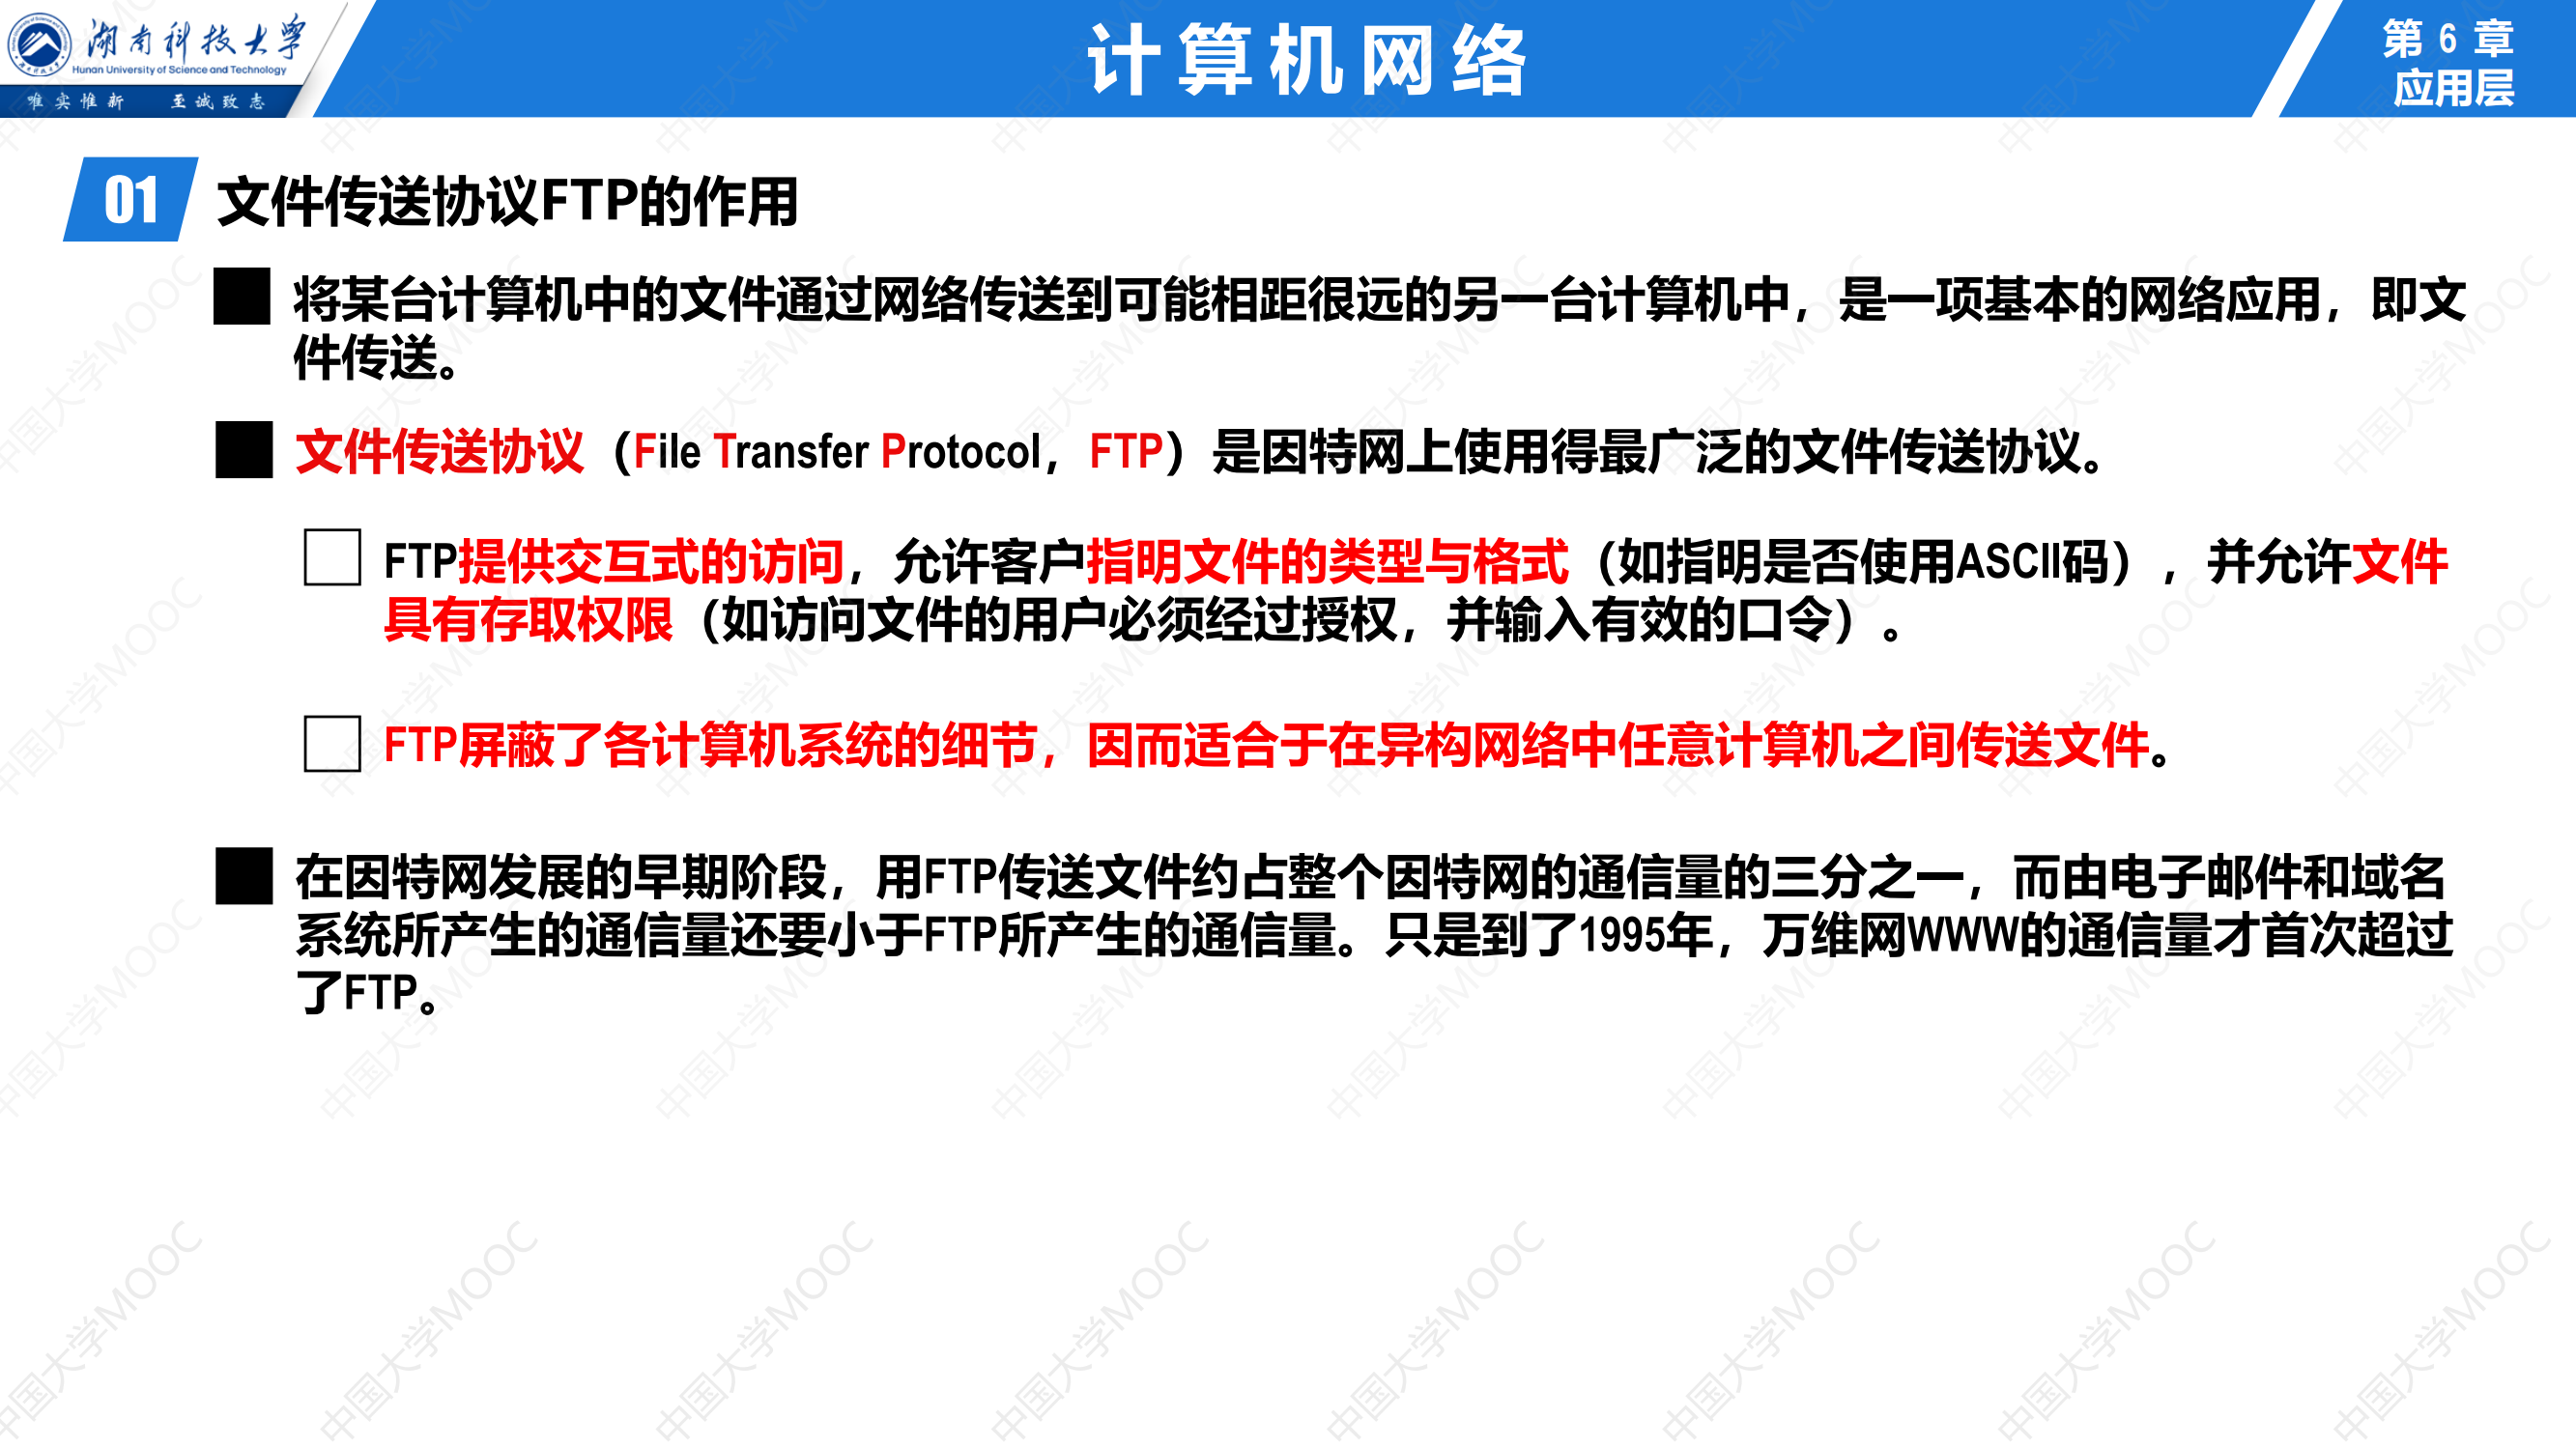 湖南科技大学
Hunan University of Science and Technology
唯实惟新 至诚致志
计算机网络
第 6 章
应用层
01 文件传送协议FTP的作用
将某台计算机中的文件通过网络传送到可能相距很远的另一台计算机中，是一项基本的网络应用，即文
件传送。
文件传送协议（File Transfer Protocol，FTP）是因特网上使用得最广泛的文件传送协议。
FTP提供交互式的访问，允许客户指明文件的类型与格式（如指明是否使用ASCII码），并允许文件
具有存取权限（如访问文件的用户必须经过授权，并输入有效的口令）。
FTP屏蔽了各计算机系统的细节，因而适合于在异构网络中任意计算机之间传送文件。
在因特网发展的早期阶段，用FTP传送文件约占整个因特网的通信量的三分之一，而由电子邮件和域名
系统所产生的通信量还要小于FTP所产生的通信量。只是到了1995年，万维网WWW的通信量才首次超过
了FTP。
中国大学MOOC